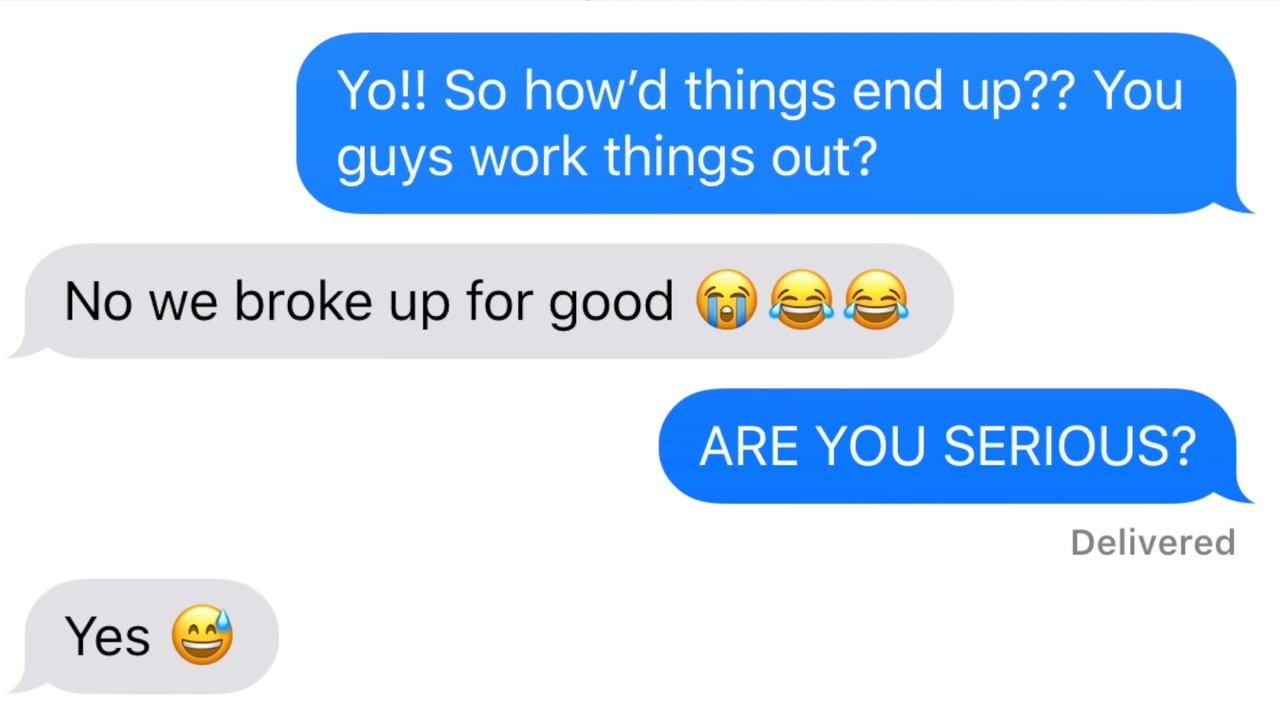 Yo!! So how’d things end up?? You
guys work things out?
No we broke up for good 😭😂😂
ARE YOU SERIOUS?
Delivered
Yes 😅